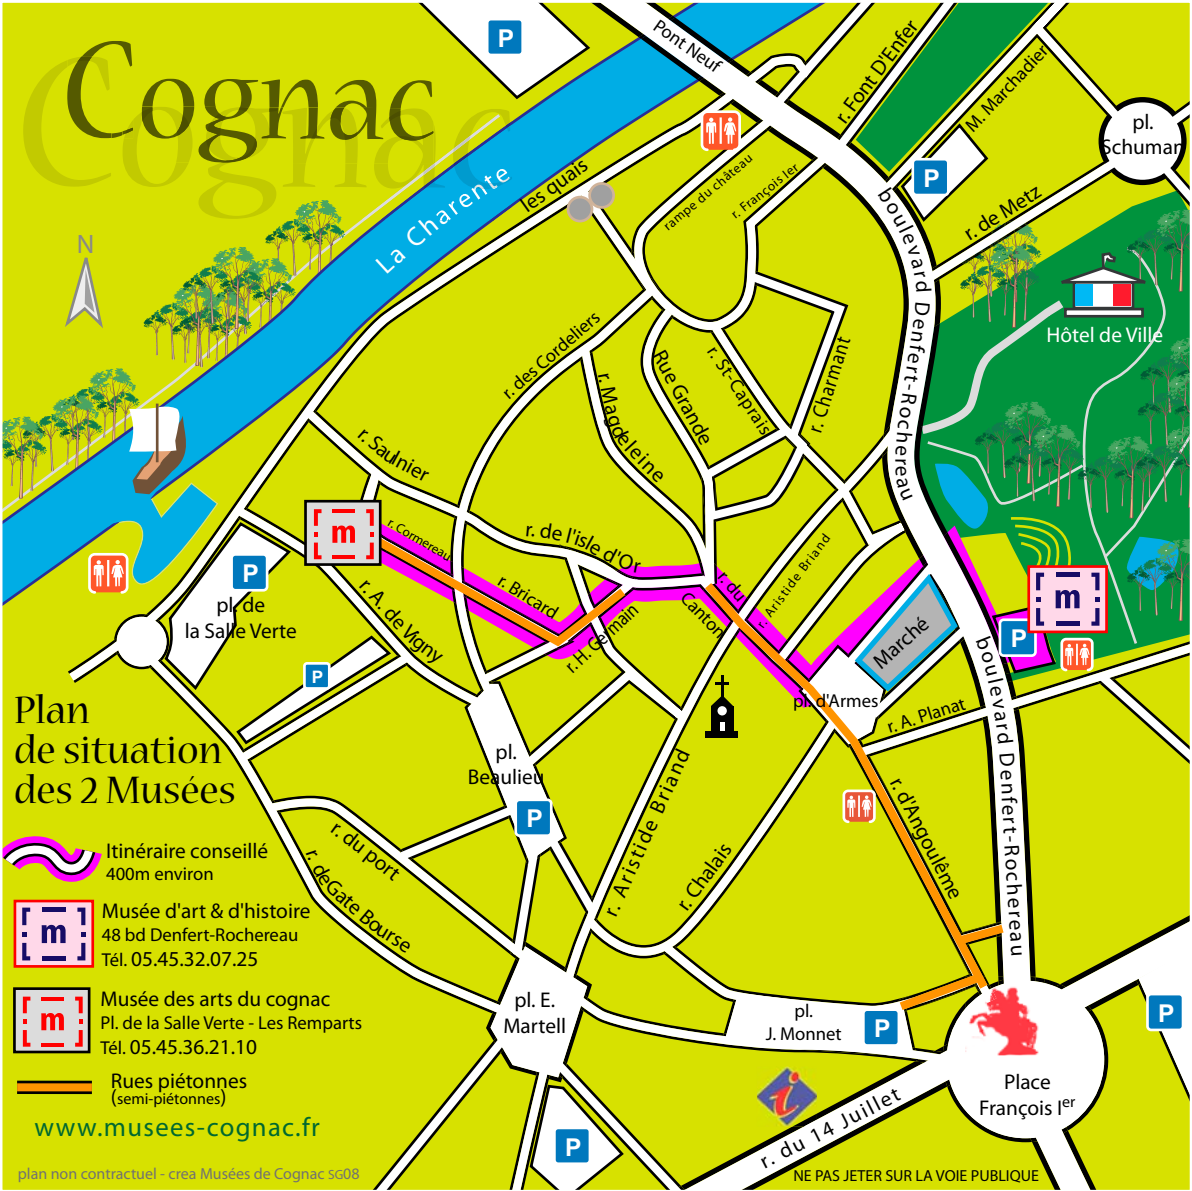 Cognac
P
Pont Neuf
r. Font D'Enfer
M. Marchadier
pl.
Schuman
P
r. de Metz
rampe du château
r. François Ier
les quais
La Charente
N
boulevard Denfert-Rochereau
Hôtel de Ville
r. des Cordeliers
r. Magdeleine
Rue Grande
r. St-Caprais
r. Charmant
r. Saulnier
m
r. Cormereau
r. de l'isle d'Or
r. Bricard
r. H. Germain
r. du
Canton
r. Aristide Briand
Marché
m
P
P
pl. de
la Salle Verte
r. A. de Vigny
P
pl. d'Armes
r. A. Planat
boulevard Denfert-Rochereau
pl.
Beaulieu
P
r. Aristide Briand
r. Chalais
r. d'Angoulême
r. du port
r. deGate Bourse
pl. E.
Martell
pl.
J. Monnet
P
P
P
Place
François Ier
r. du 14 Juillet
i
Plan
de situation
des 2 Musées
Itinéraire conseillé
400m environ
m
Musée d'art & d'histoire
48 bd Denfert-Rochereau
Tél. 05.45.32.07.25
m
Musée des arts du cognac
Pl. de la Salle Verte - Les Remparts
Tél. 05.45.36.21.10
Rues piétonnes
(semi-piétonnes)
www.musees-cognac.fr
plan non contractuel - crea Musées de Cognac SG08
NE PAS JETER SUR LA VOIE PUBLIQUE